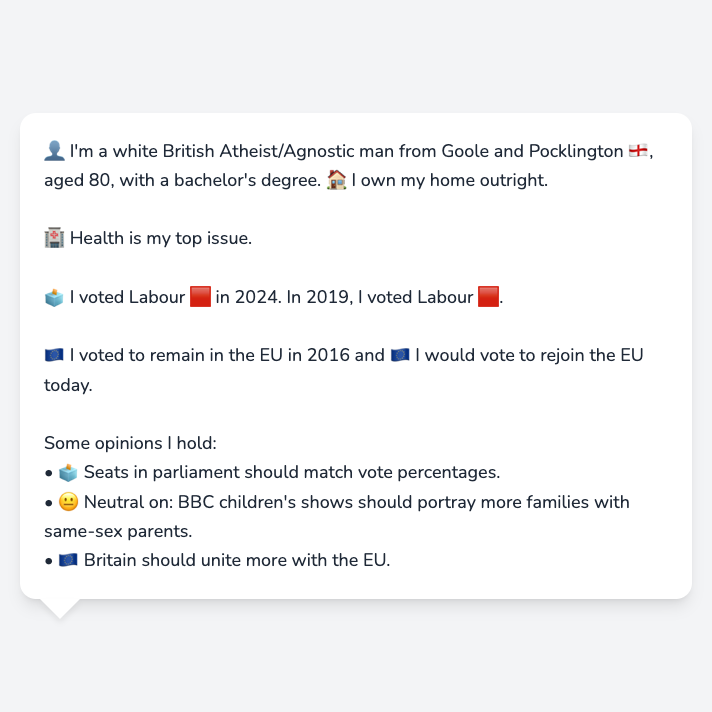 👤 I'm a white British Atheist/Agnostic man from Goole and Pocklington 🏴󠁧󠁢󠁥󠁮󠁧󠁿,
aged 80, with a bachelor's degree. 🏠 I own my home outright.
🏥 Health is my top issue.
🗳️ I voted Labour 🟥 in 2024. In 2019, I voted Labour 🟥.
🇪🇺 I voted to remain in the EU in 2016 and 🇪🇺 I would vote to rejoin the EU
today.
Some opinions I hold:
• 🗳️ Seats in parliament should match vote percentages.
• 😐 Neutral on: BBC children's shows should portray more families with
same-sex parents.
• 🇪🇺 Britain should unite more with the EU.